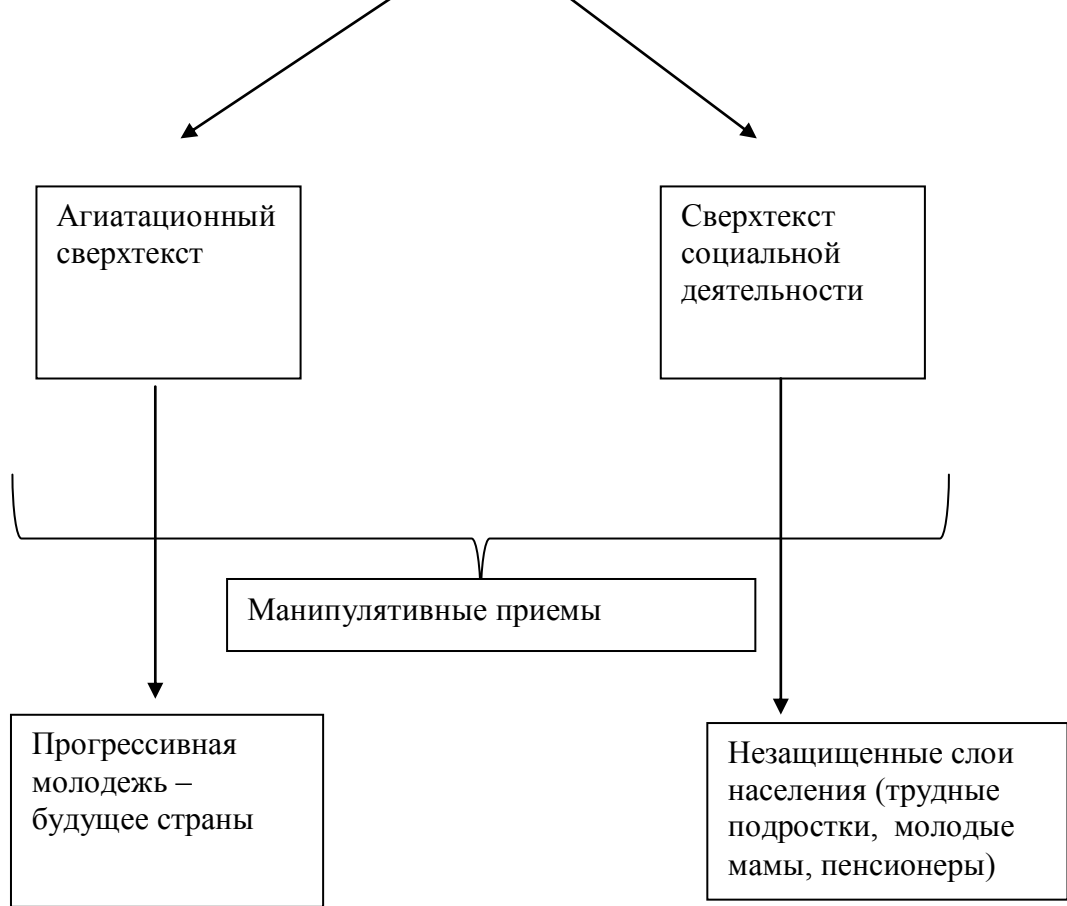 Агиатационный
сверхтекст
Сверхтекст
социальной
деятельности
Манипулятивные приемы
Прогрессивная
молодежь –
будущее страны
Незащищенные слои
населения (трудные
подростки, молодые
мамы, пенсионеры)